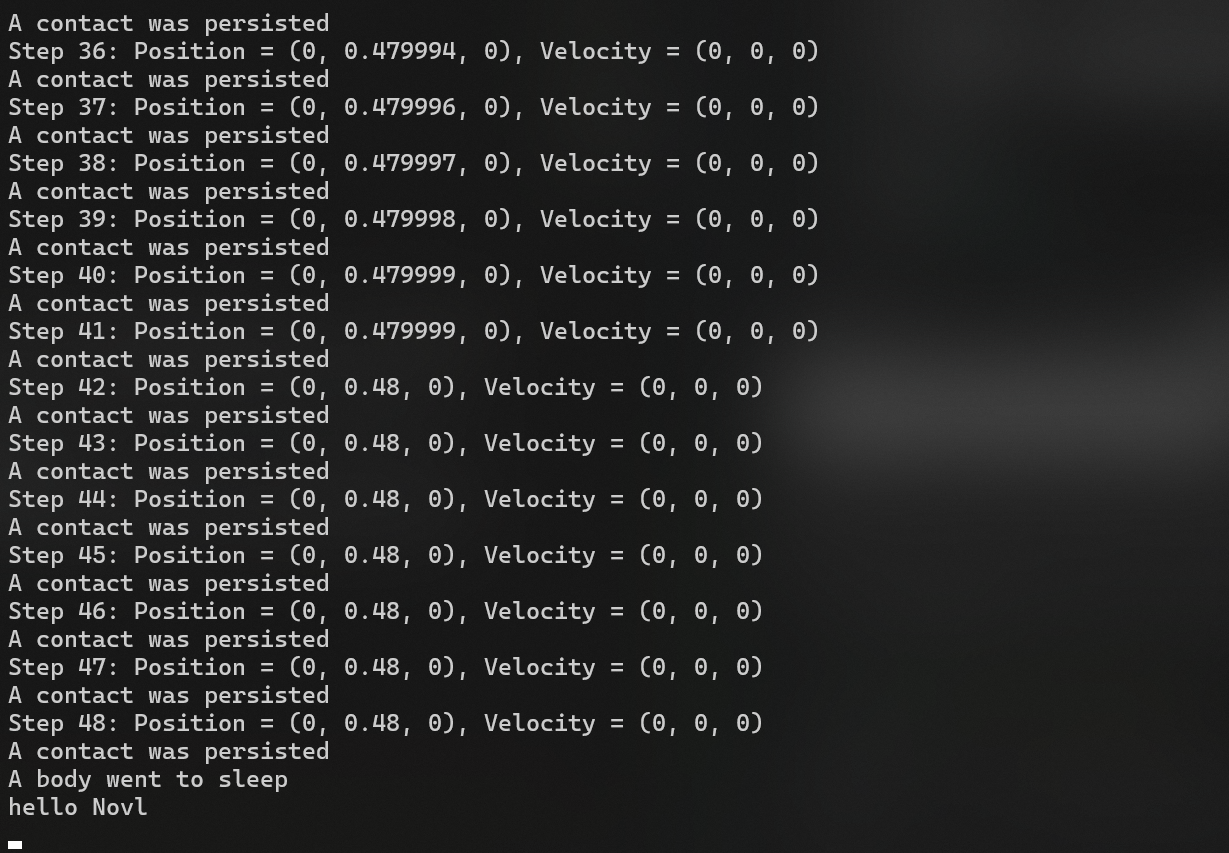 A contact was persisted
Step 36: Position = (0, 0.479994, 0), Velocity = (0, 0, 0)
A contact was persisted
Step 37: Position = (0, 0.479996, 0), Velocity = (0, 0, 0)
A contact was persisted
Step 38: Position = (0, 0.479997, 0), Velocity = (0, 0, 0)
A contact was persisted
Step 39: Position = (0, 0.479998, 0), Velocity = (0, 0, 0)
A contact was persisted
Step 40: Position = (0, 0.479999, 0), Velocity = (0, 0, 0)
A contact was persisted
Step 41: Position = (0, 0.479999, 0), Velocity = (0, 0, 0)
A contact was persisted
Step 42: Position = (0, 0.48, 0), Velocity = (0, 0, 0)
A contact was persisted
Step 43: Position = (0, 0.48, 0), Velocity = (0, 0, 0)
A contact was persisted
Step 44: Position = (0, 0.48, 0), Velocity = (0, 0, 0)
A contact was persisted
Step 45: Position = (0, 0.48, 0), Velocity = (0, 0, 0)
A contact was persisted
Step 46: Position = (0, 0.48, 0), Velocity = (0, 0, 0)
A contact was persisted
Step 47: Position = (0, 0.48, 0), Velocity = (0, 0, 0)
A contact was persisted
Step 48: Position = (0, 0.48, 0), Velocity = (0, 0, 0)
A contact was persisted
A body went to sleep
hello Novl